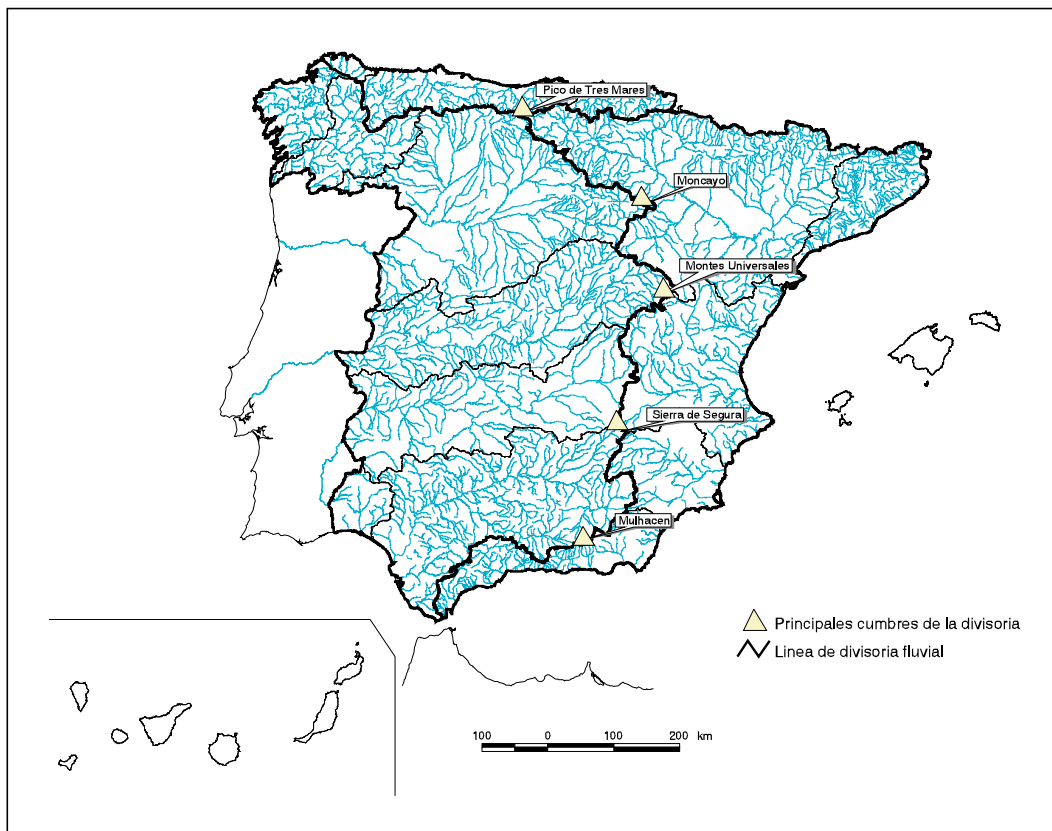 Pico de Tres Mares
Moncayo
Montes Universales
Sierra de Segura
Mulhacen
Principales cumbres de la divisoria
Linea de divisoria fluvial
100 0 100 200 km